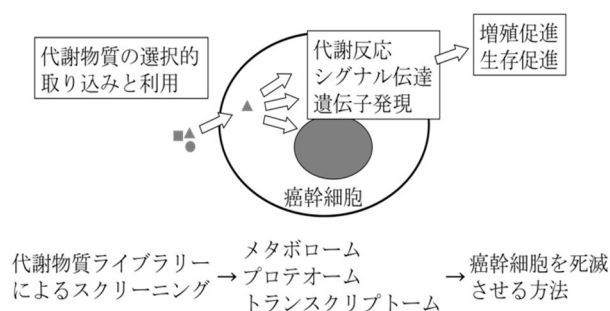 代謝物質の選択的
取り込みと利用
代謝反応
シグナル伝達
遺伝子発現
増殖促進
生存促進
癌幹細胞
代謝物質ライブラリー
によるスクリーニング
→
メタボローム
プロテオーム
トランスクリプトーム
→
癌幹細胞を死滅
させる方法